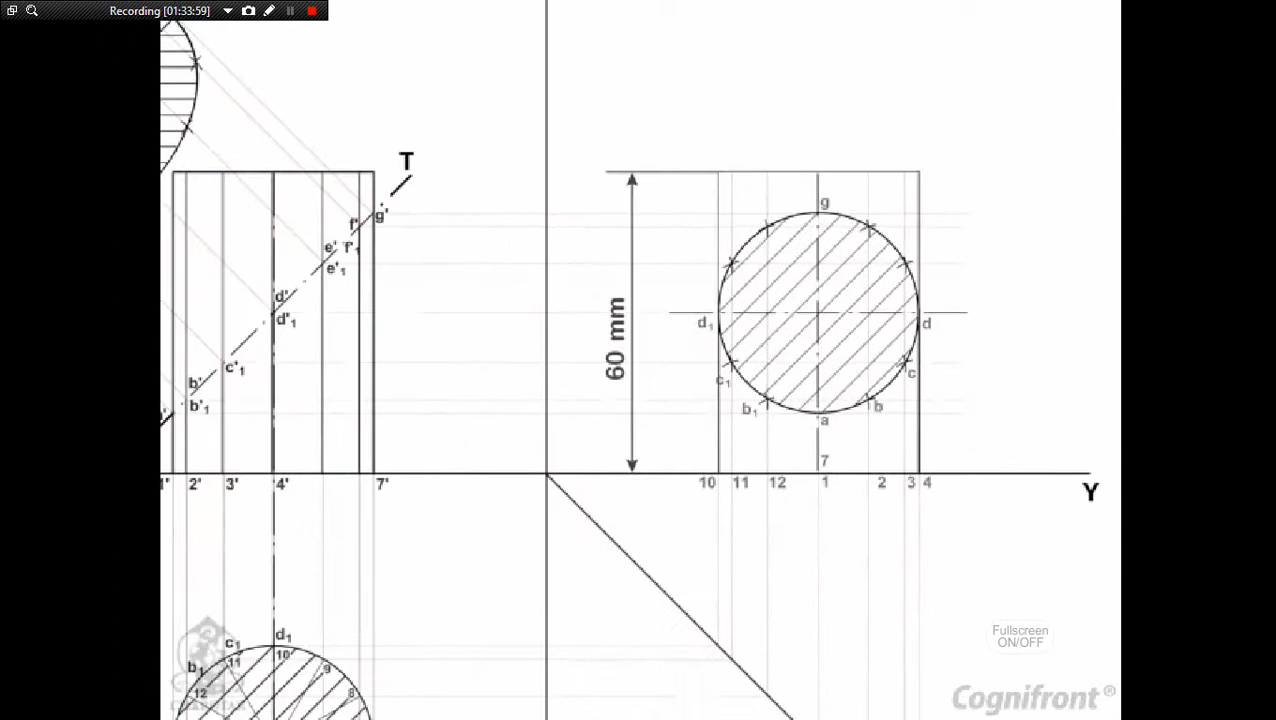 Recording [01:33:59]
T
g'
f'
e' f'1
e'1
d'
d'1
c'1
b'
b'1
60 mm
g
d1
d
c1
c
b1
b
a
7
1' 2' 3' 4' 7'
10 11 12 1 2 3 4
Y
d1
10
c1
11
9
b1
12
8
Fullscreen
ON/OFF
Cognifront ®